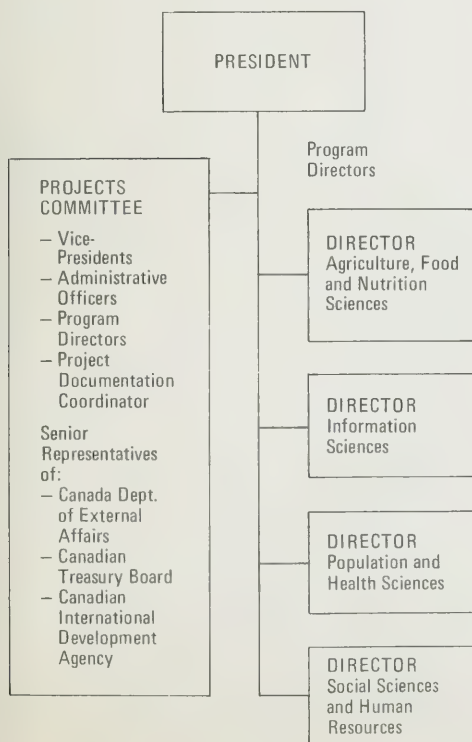 PRESIDENT
PROJECTS
COMMITTEE
– Vice-
Presidents
– Administrative
Officers
– Program
Directors
– Project
Documentation
Coordinator
Senior
Representatives
of:
– Canada Dept.
of External
Affairs
– Canadian
Treasury Board
– Canadian
International
Development
Agency
Program
Directors
DIRECTOR
Agriculture, Food
and Nutrition
Sciences
DIRECTOR
Information
Sciences
DIRECTOR
Population and
Health Sciences
DIRECTOR
Social Sciences
and Human
Resources